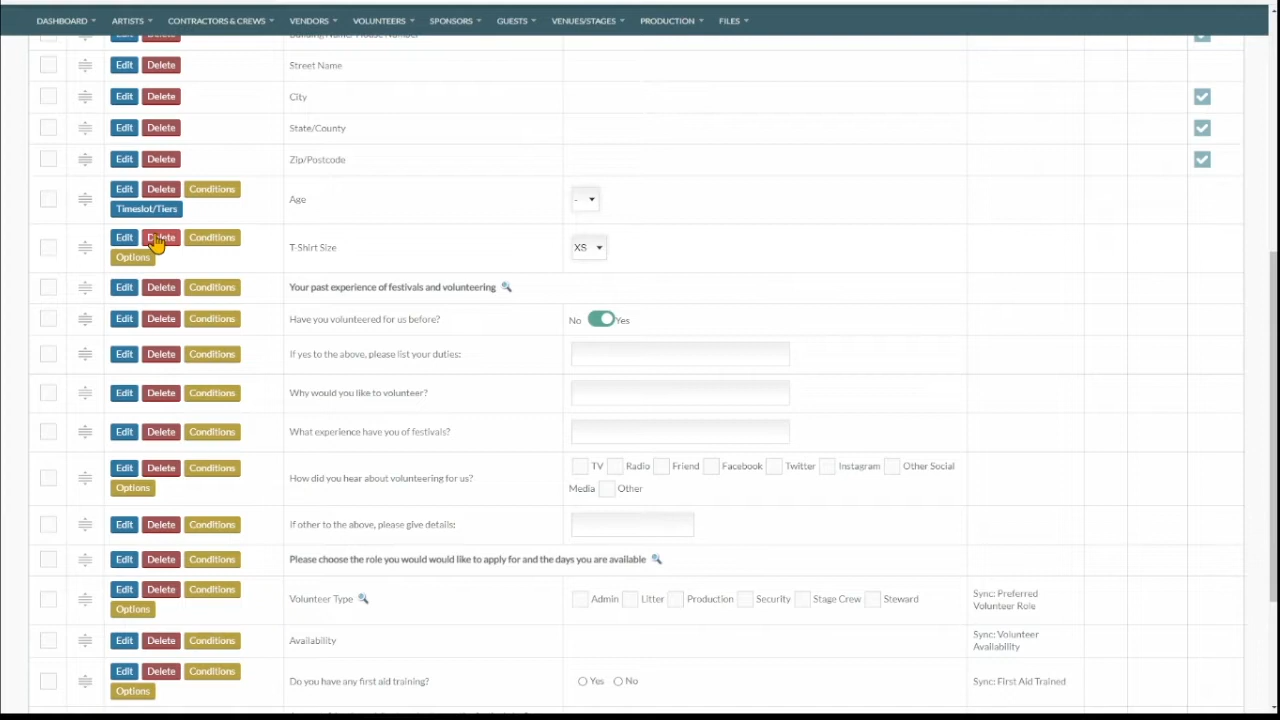 DASHBOARD ARTISTS CONTRACTORS & CREWS VENDORS VOLUNTEERS SPONSORS GUESTS VENUES/STAGES PRODUCTION FILES
Edit Delete Building Name/House Number
Edit Delete Street Name
Edit Delete City
Edit Delete State/County
Edit Delete Zip/Postcode
Edit Delete Conditions
Timeslot/Tiers
Age -
Edit Delete Conditions
Options
T-Shirt Size XS
Edit Delete Conditions Your past experience of festivals and volunteering
Edit Delete Conditions Have you volunteered for us before? No Yes
Edit Delete Conditions If yes to the above, please list your duties:
Edit Delete Conditions Why would you like to volunteer?
Edit Delete Conditions What experience have you of festivals?
Edit Delete Conditions
Options
How did you hear about volunteering for us?
TV Radio Friend Facebook Twitter Instagram Other Social
Media Other
Edit Delete Conditions If other to the above, please give details:
Edit Delete Conditions Please choose the role you would would like to apply for and the days you are available
Edit Delete Conditions
Options
Volunteer Type Admin Litter Production Security Stage Crew Steward
Sync: Preferred
Volunteer Role
Edit Delete Conditions Availability
Sync: Volunteer
Availability
Edit Delete Conditions
Options
Do you have any first aid training? Yes No Sync: First Aid Trained